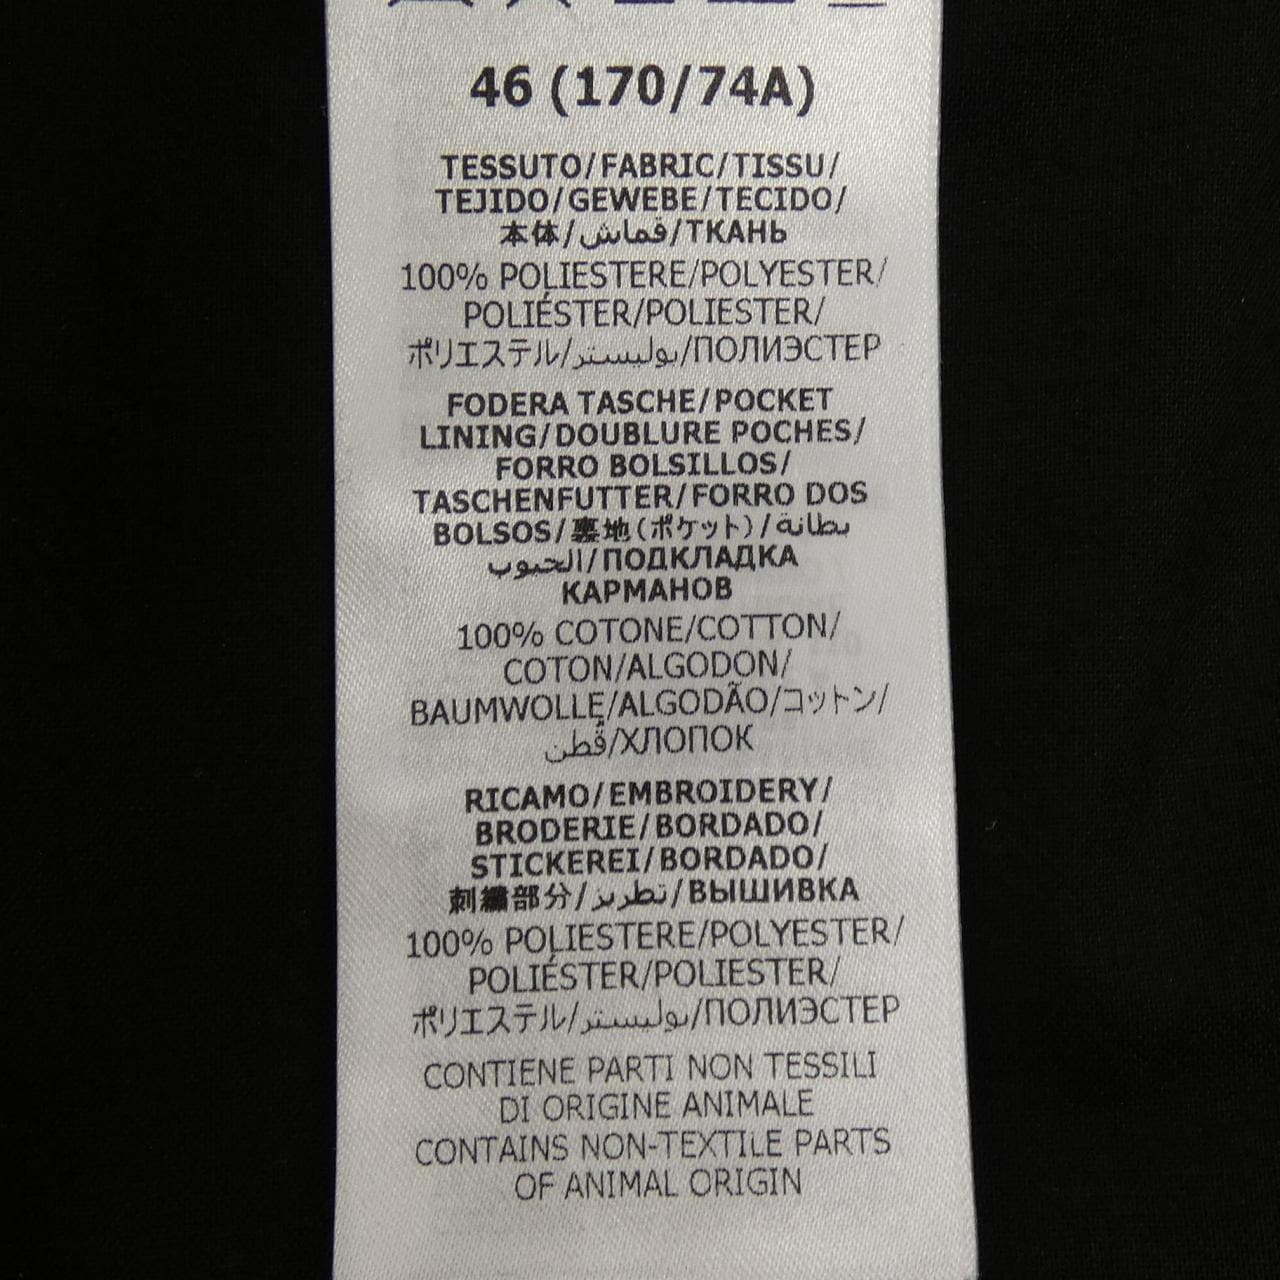 46 (170/74A)
TESSUTO/FABRIC/TISSU/
TEJIDO/GEWEBE/TECIDO/
本体/قماش/ТКАНЬ
100% POLIESTERE/POLYESTER/
POLIÉSTER/POLIESTER/
ポリエステル/بوليستر/ПОЛИЭСТЕР
FODERA TASCHE/POCKET
LINING/DOUBLURE POCHES/
FORRO BOLSILLOS/
TASCHENFUTTER/FORRO DOS
BOLSOS/裏地(ポケット)/بطانة
الجيوب/ПОДКЛАДКА
КАРМАНОВ
100% COTONE/COTTON/
COTON/ALGODON/
BAUMWOLLE/ALGODÃO/コットン/
قُطن/ХЛОПОК
RICAMO/EMBROIDERY/
BRODERIE/BORDADO/
STICKEREI/BORDADO/
刺繍部分/تطريز/ВЫШИВКА
100% POLIESTERE/POLYESTER/
POLIÉSTER/POLIESTER/
ポリエステル/بوليستر/ПОЛИЭСТЕР
CONTIENE PARTI NON TESSILI
DI ORIGINE ANIMALE
CONTAINS NON-TEXTILE PARTS
OF ANIMAL ORIGIN